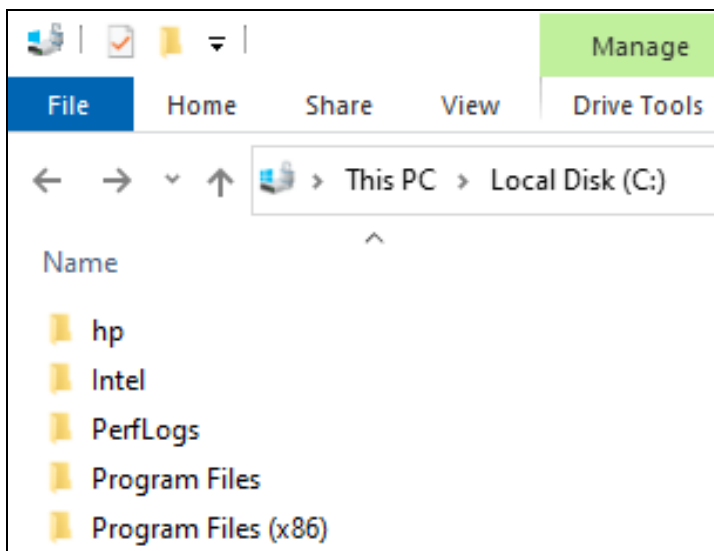 Manage
File Home Share View Drive Tools
This PC > Local Disk (C:)
Name
hp
Intel
PerfLogs
Program Files
Program Files (x86)